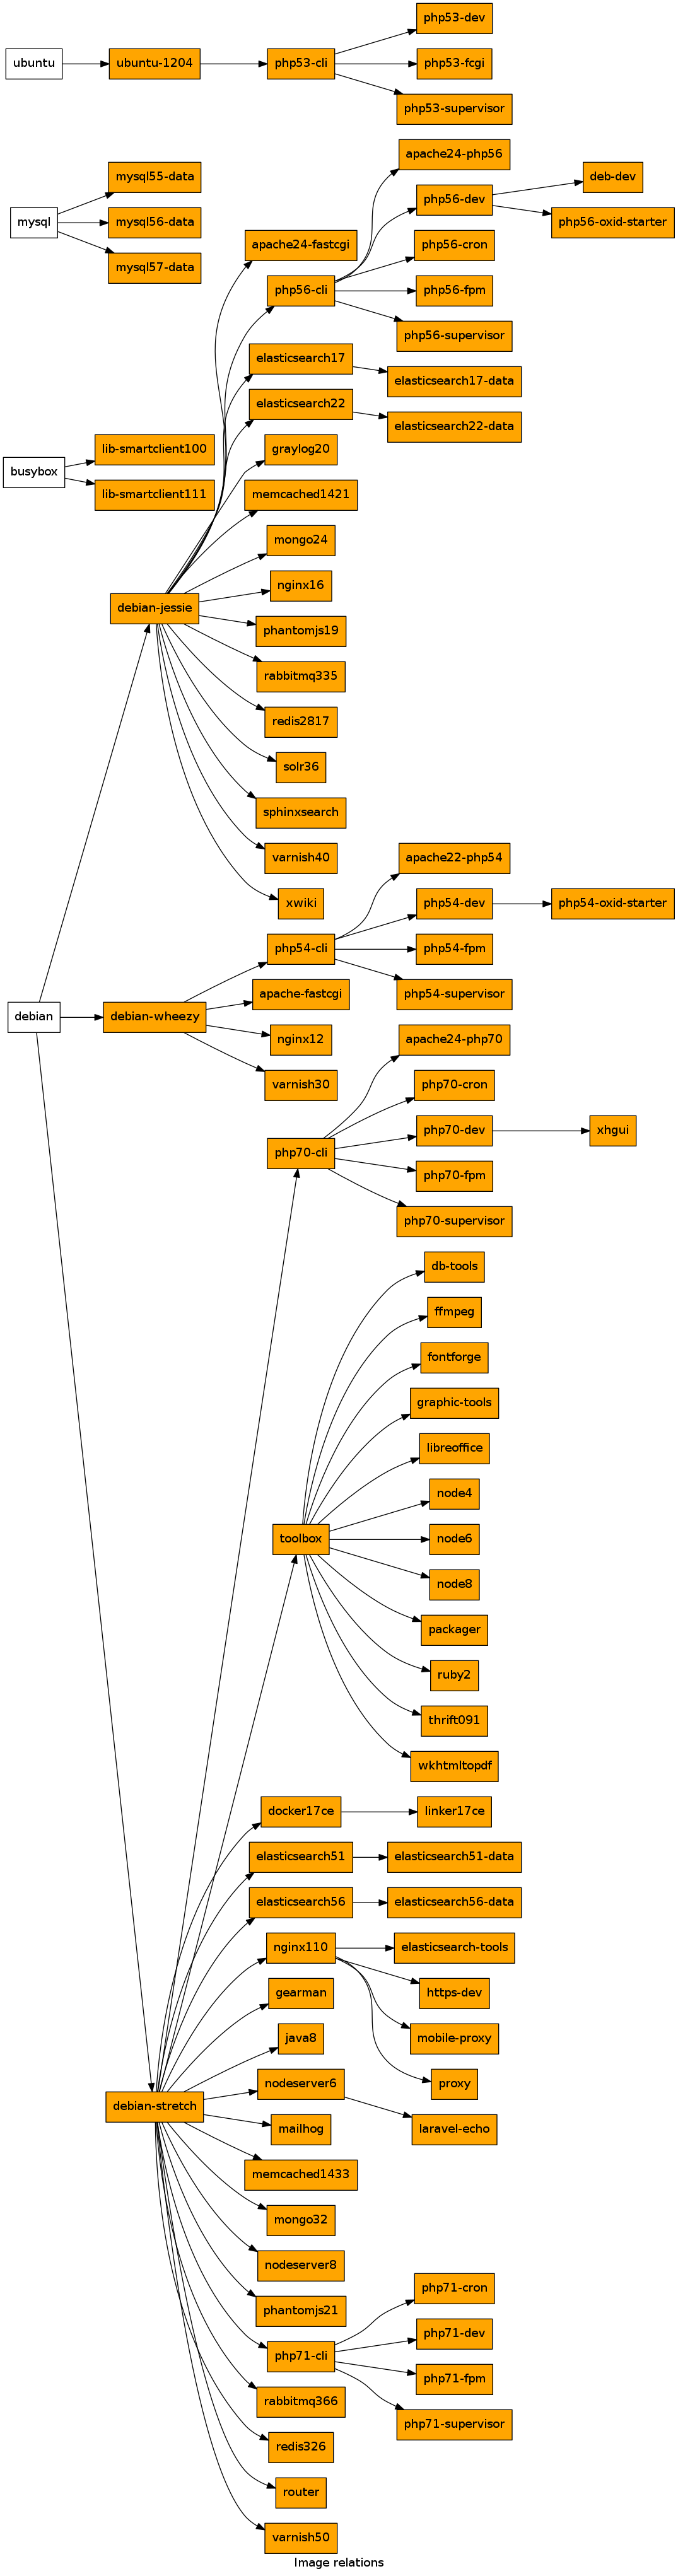 php53-dev
ubuntu
ubuntu-1204
php53-cli
php53-fcgi
php53-supervisor
apache24-php56
mysql55-data
php56-dev
deb-dev
mysql
mysql56-data
php56-oxid-starter
apache24-fastcgi
php56-cron
mysql57-data
php56-cli
php56-fpm
php56-supervisor
elasticsearch17
elasticsearch17-data
elasticsearch22
elasticsearch22-data
lib-smartclient100
graylog20
busybox
lib-smartclient111
memcached1421
mongo24
nginx16
debian-jessie
phantomjs19
rabbitmq335
redis2817
solr36
sphinxsearch
varnish40
apache22-php54
xwiki
php54-dev
php54-oxid-starter
php54-cli
php54-fpm
apache-fastcgi
php54-supervisor
debian
debian-wheezy
nginx12
apache24-php70
varnish30
php70-cron
php70-dev
xhgui
php70-cli
php70-fpm
php70-supervisor
db-tools
ffmpeg
fontforge
graphic-tools
libreoffice
node4
toolbox
node6
node8
packager
ruby2
thrift091
wkhtmltopdf
docker17ce
linker17ce
elasticsearch51
elasticsearch51-data
elasticsearch56
elasticsearch56-data
nginx110
elasticsearch-tools
gearman
https-dev
java8
mobile-proxy
nodeserver6
proxy
debian-stretch
mailhog
laravel-echo
memcached1433
mongo32
nodeserver8
php71-cron
phantomjs21
php71-dev
php71-cli
php71-fpm
rabbitmq366
php71-supervisor
redis326
router
varnish50
Image relations